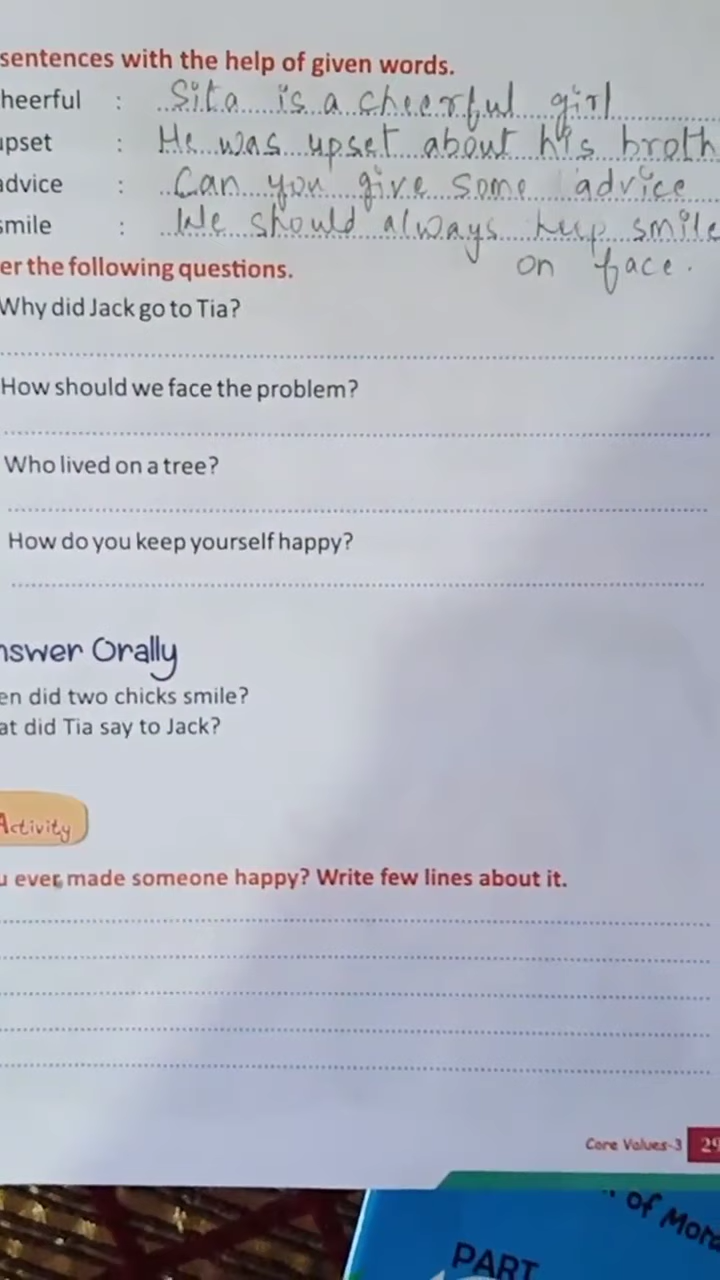 sentences with the help of given words.
heerful : Sita is a cheerful girl
upset : He was upset about his broth
advice : Can you give some advice
smile : We should always keep smile
on face.
er the following questions.
Why did Jack go to Tia?
How should we face the problem?
Who lived on a tree?
How do you keep yourself happy?
nswer Orally
en did two chicks smile?
at did Tia say to Jack?
Activity
u ever made someone happy? Write few lines about it.
Core Values-3 29
of Mora
PART